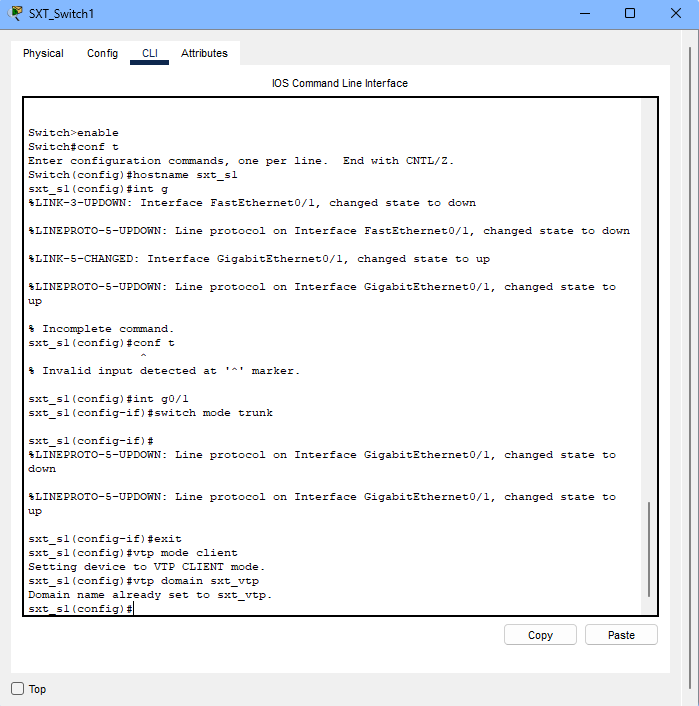 SXT_Switch1
Physical Config CLI Attributes
IOS Command Line Interface
Switch>enable
Switch#conf t
Enter configuration commands, one per line.  End with CNTL/Z.
Switch(config)#hostname sxt_s1
sxt_s1(config)#int g
%LINK-3-UPDOWN: Interface FastEthernet0/1, changed state to down
%LINEPROTO-5-UPDOWN: Line protocol on Interface FastEthernet0/1, changed state to down
%LINK-5-CHANGED: Interface GigabitEthernet0/1, changed state to up
%LINEPROTO-5-UPDOWN: Line protocol on Interface GigabitEthernet0/1, changed state to
up
% Incomplete command.
sxt_s1(config)#conf t
^
% Invalid input detected at '^' marker.
sxt_s1(config)#int g0/1
sxt_s1(config-if)#switch mode trunk
sxt_s1(config-if)#
%LINEPROTO-5-UPDOWN: Line protocol on Interface GigabitEthernet0/1, changed state to
down
%LINEPROTO-5-UPDOWN: Line protocol on Interface GigabitEthernet0/1, changed state to
up
sxt_s1(config-if)#exit
sxt_s1(config)#vtp mode client
Setting device to VTP CLIENT mode.
sxt_s1(config)#vtp domain sxt_vtp
Domain name already set to sxt_vtp.
sxt_s1(config)#
Copy Paste
Top